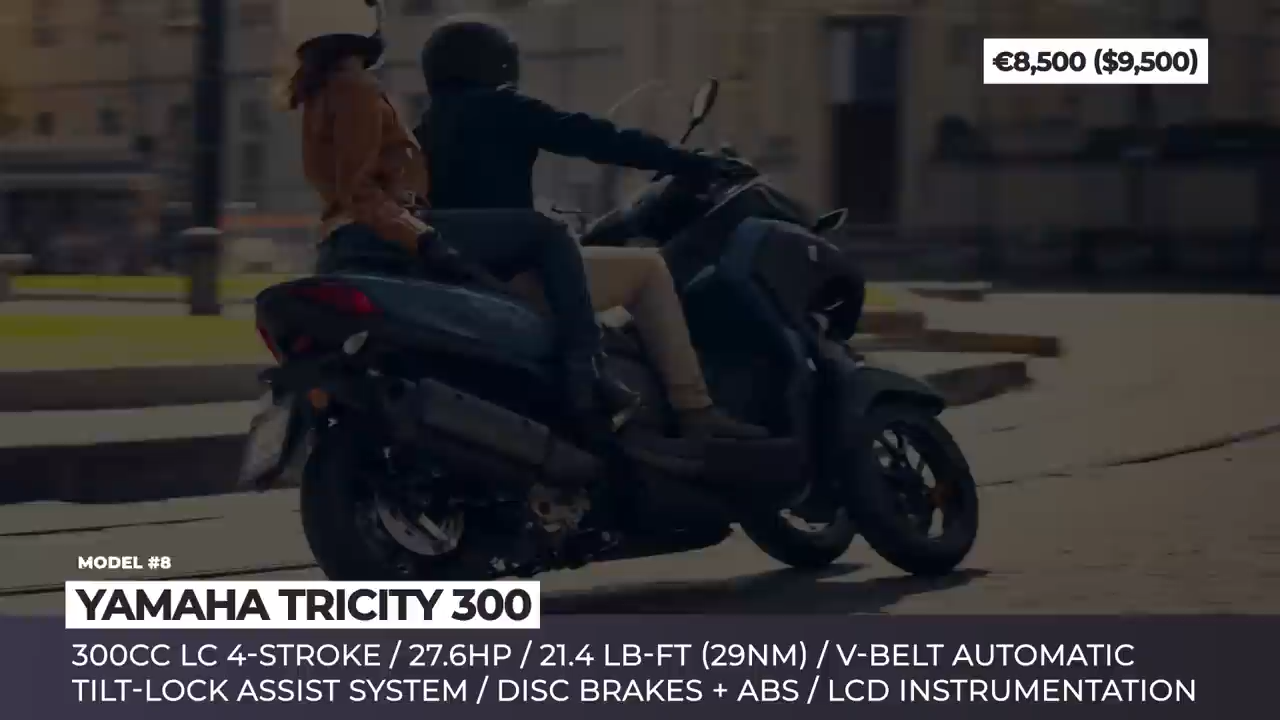 €8,500 ($9,500)
MODEL #8
YAMAHA TRICITY 300
300CC LC 4-STROKE / 27.6HP / 21.4 LB-FT (29NM) / V-BELT AUTOMATIC
TILT-LOCK ASSIST SYSTEM / DISC BRAKES + ABS / LCD INSTRUMENTATION